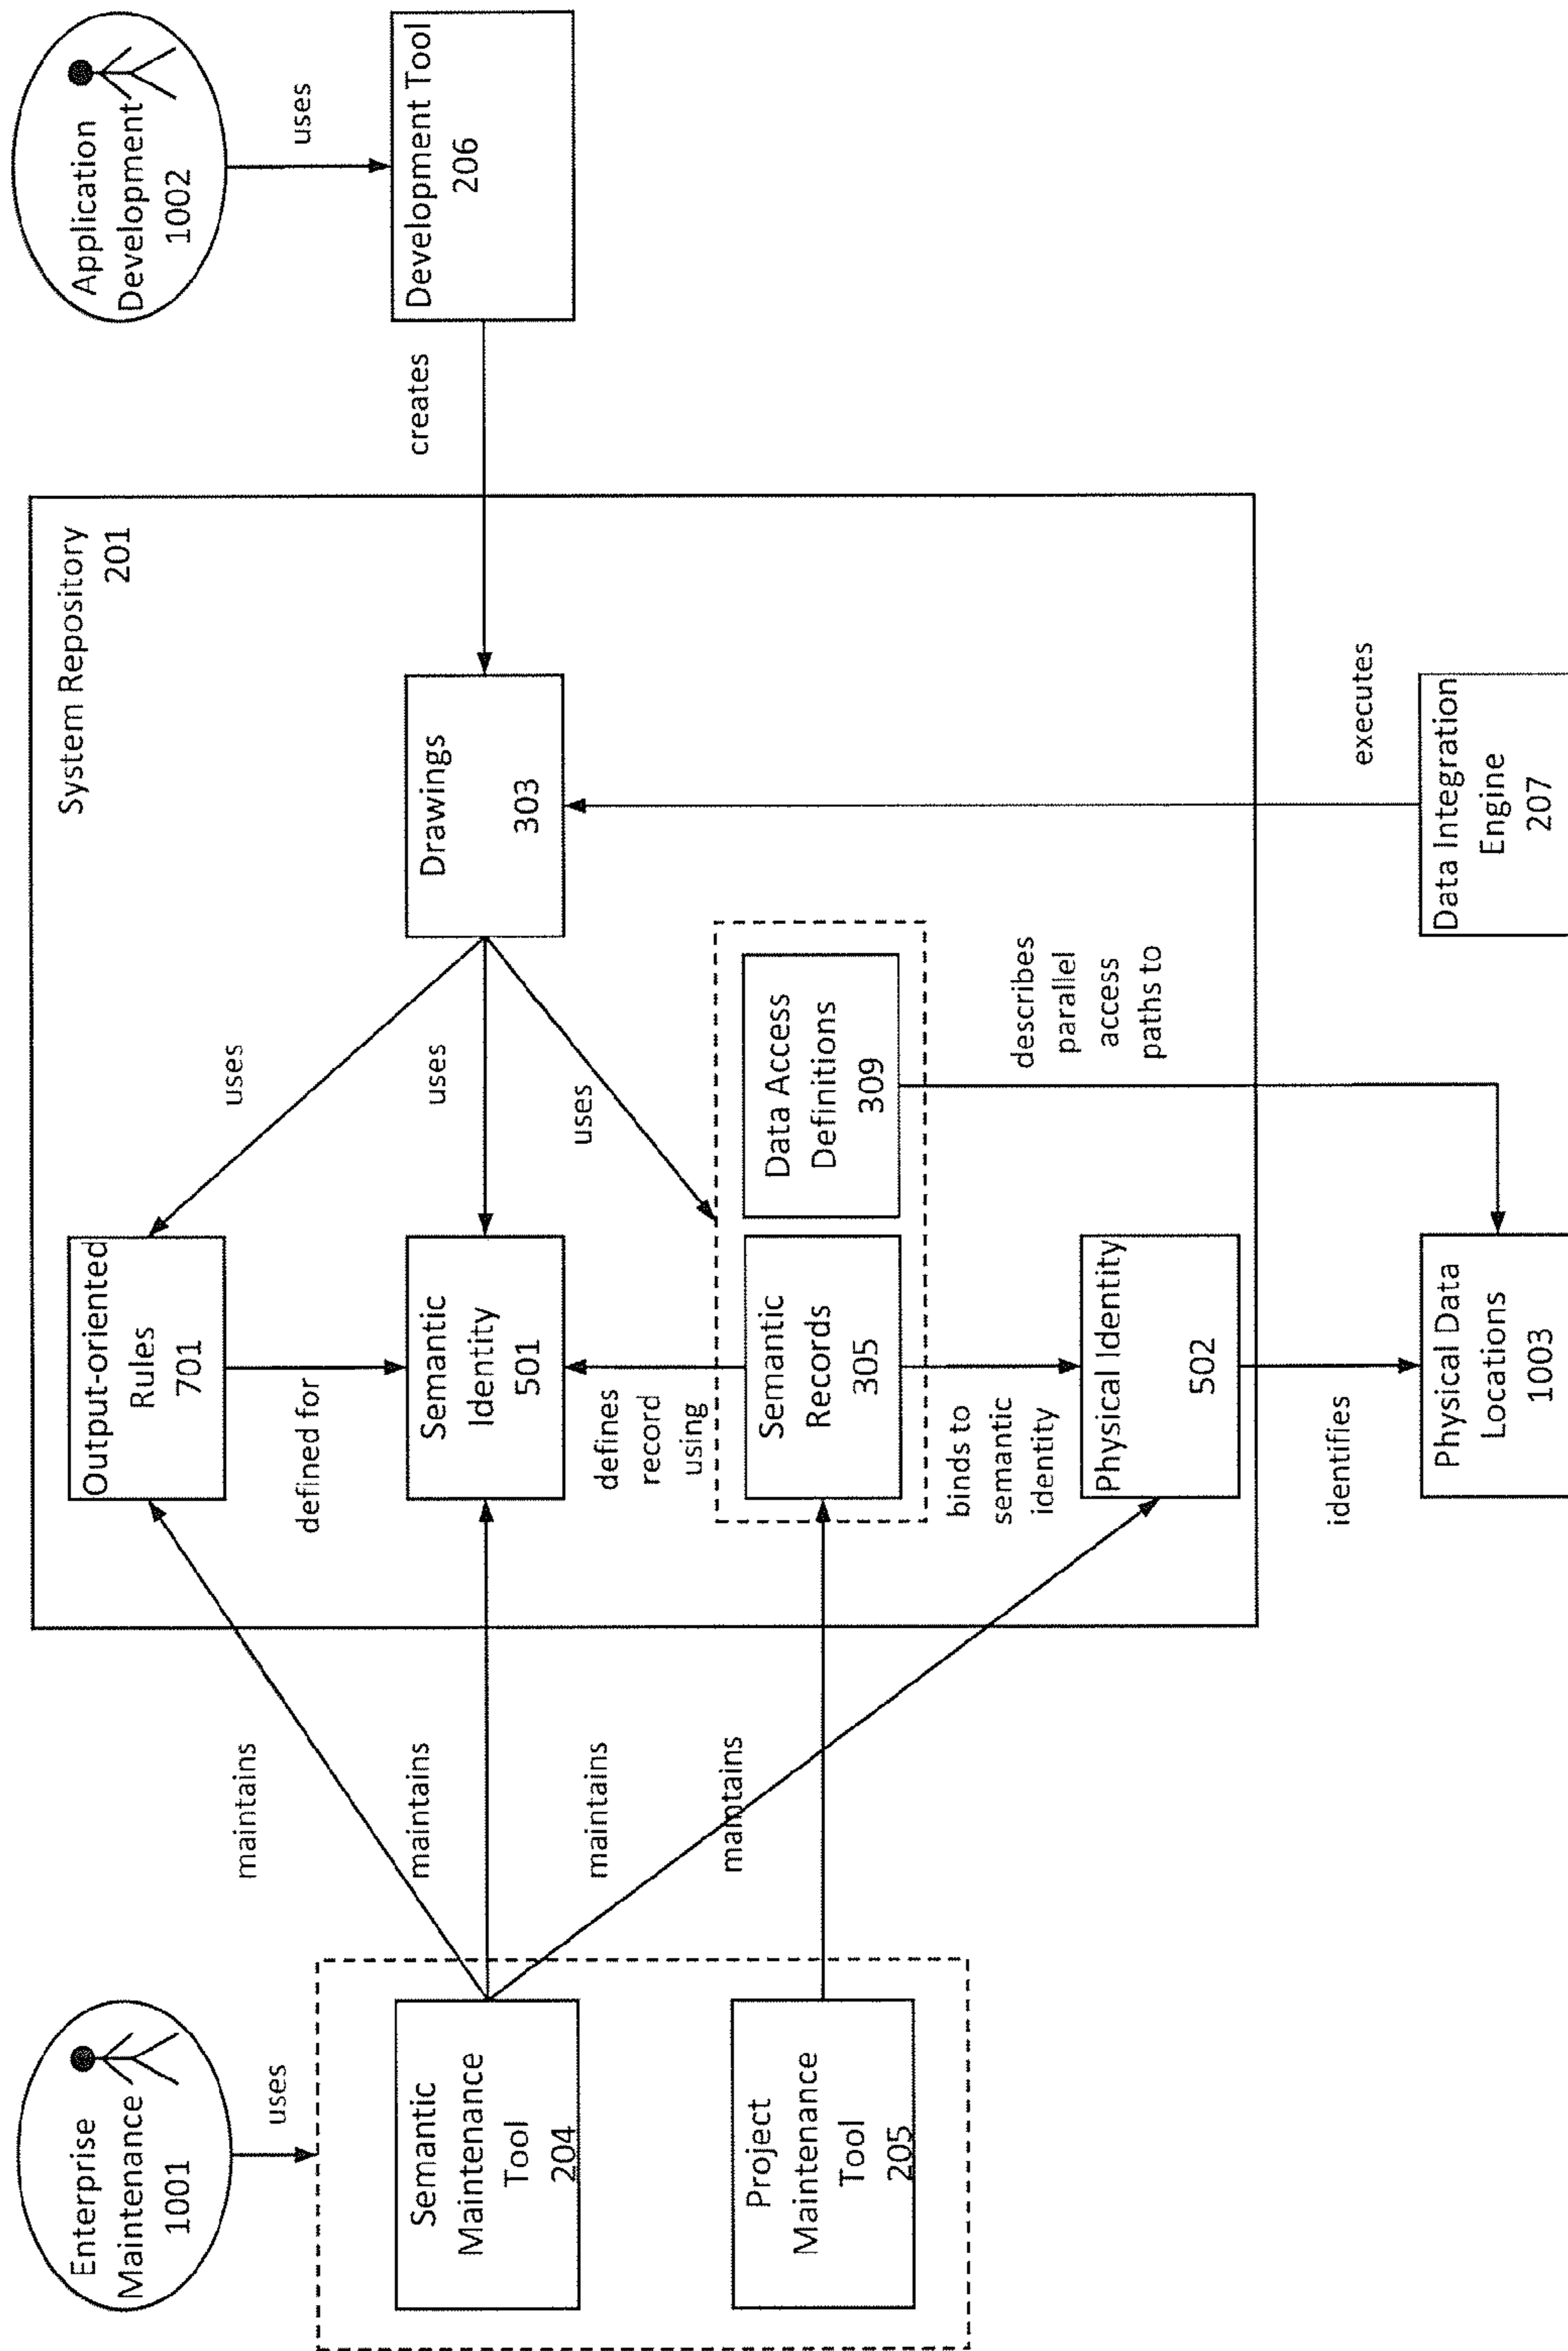 Enterprise
Maintenance
1001
uses
Semantic
Maintenance
Tool
204
Project
Maintenance
Tool
205
maintains
maintains
maintains
maintains
System Repository
201
Output-oriented
Rules
701
defined for
Semantic
Identity
501
defines
record
using
Semantic
Records
305
binds to
semantic
identity
Physical Identity
502
identifies
Physical Data
Locations
1003
uses
uses
uses
Data Access
Definitions
309
describes
parallel
access
paths to
Drawings
303
executes
Data Integration
Engine
207
creates
Application
Development
1002
uses
Development Tool
206